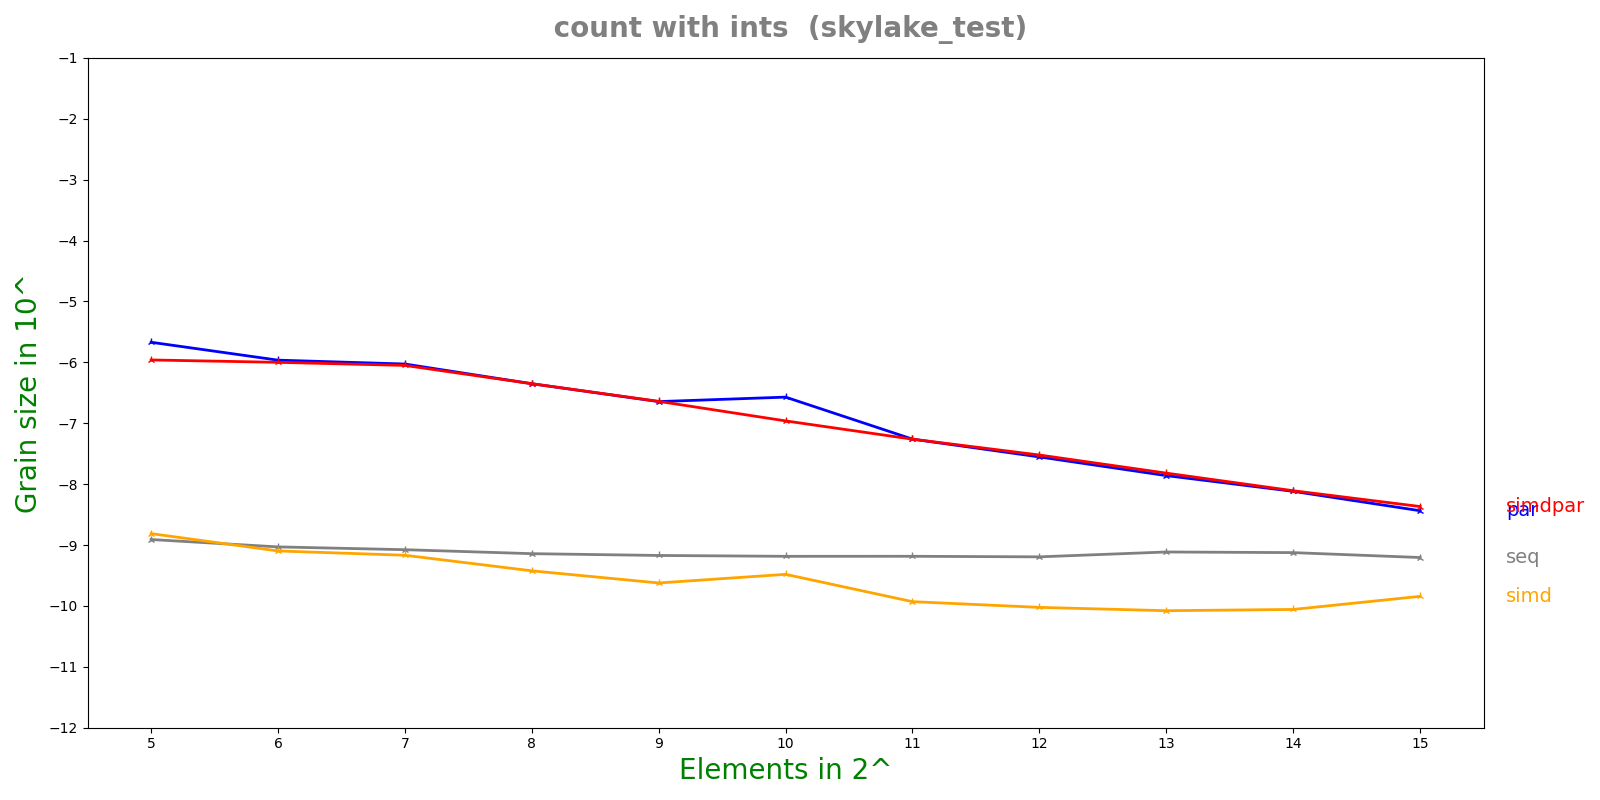 count with ints  (skylake_test)
−1
−2
−3
−4
−5
−6
−7
−8
−9
−10
−11
−12
Grain size in 10^
simdpar
par
seq
simd
5 6 7 8 9 10 11 12 13 14 15
Elements in 2^